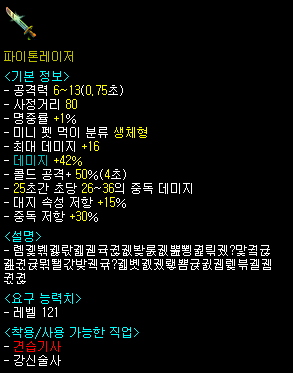 파이톤레이저
<기본 정보>
- 공격력 6~13(0.75초)
- 사정거리 80
- 명중률 +1%
- 미니 펫 먹이 분류 생체형
- 최대 데미지 +16
- 데미지 +42%
- 콜드 공격+ 50%(4초)
- 25초간 초당 26~36의 중독 데미지
- 대지 속성 저항 +15%
- 중독 저항 +30%
<설명>
<요구 능력치>
- 레벨 121
<착용/사용 가능한 직업>
- 견습기사
- 강신술사